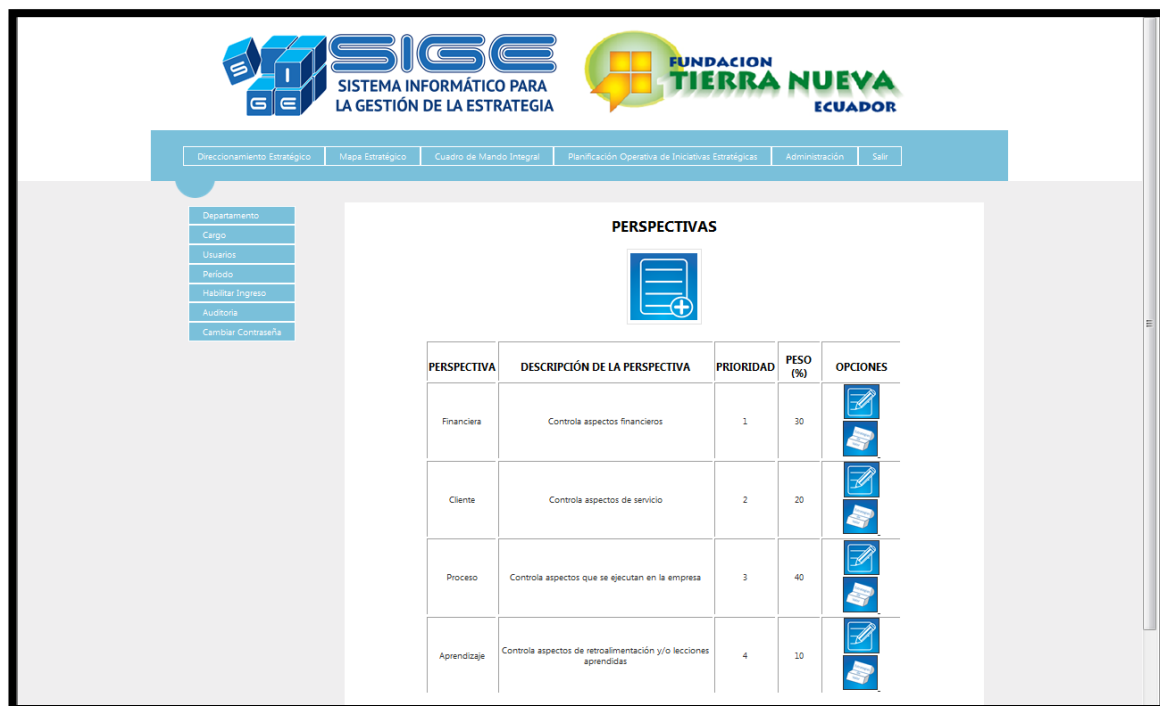 S I G E
SIGE
SISTEMA INFORMÁTICO PARA
LA GESTIÓN DE LA ESTRATEGIA
FUNDACION
TIERRA NUEVA
ECUADOR
Direccionamiento Estratégico Mapa Estratégico Cuadro de Mando Integral Planificación Operativa de Iniciativas Estratégicas Administración Salir
Departamento
Cargo
Usuarios
Período
Habilitar Ingreso
Auditoria
Cambiar Contraseña
PERSPECTIVAS
PERSPECTIVA DESCRIPCIÓN DE LA PERSPECTIVA PRIORIDAD PESO (%) OPCIONES
Financiera Controla aspectos financieros 1 30
Cliente Controla aspectos de servicio 2 20
Proceso Controla aspectos que se ejecutan en la empresa 3 40
Aprendizaje Controla aspectos de retroalimentación y/o lecciones aprendidas 4 10